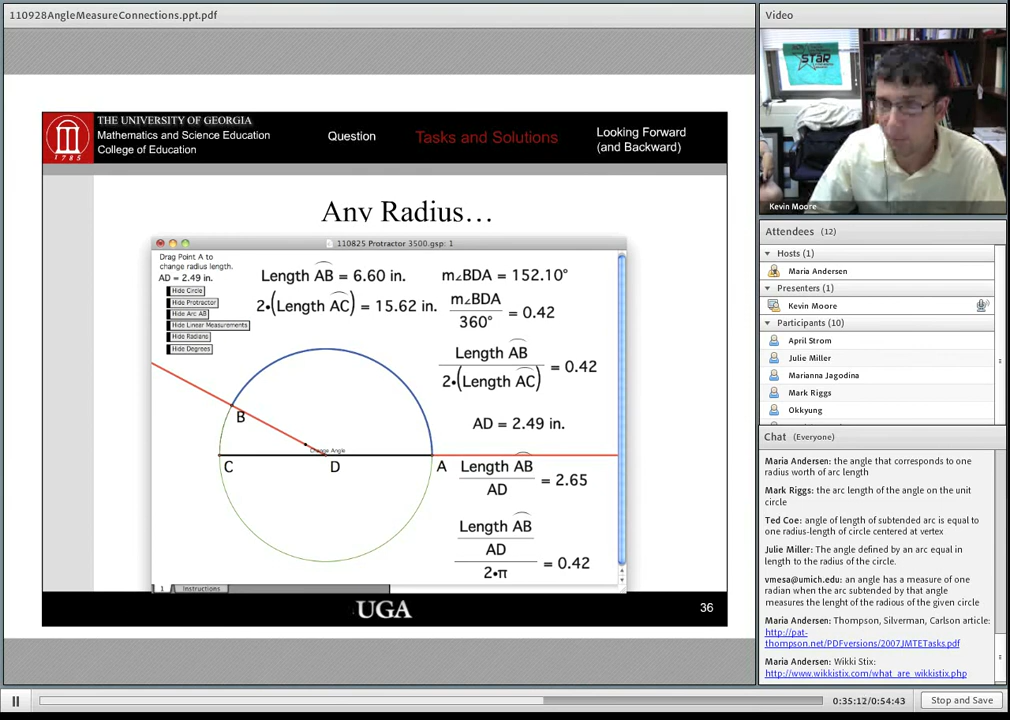 110928AngleMeasureConnections.ppt.pdf
THE UNIVERSITY OF GEORGIA
Mathematics and Science Education
College of Education
1785
Question
Tasks and Solutions
Looking Forward
(and Backward)
Any Radius…
110825 Protractor 3500.gsp: 1
Drag Point A to
change radius length.
AD = 2.49 in.
Hide Circle
Hide Protractor
Hide Arc AB
Hide Linear Measurements
Hide Radians
Hide Degrees
Length AB = 6.60 in.
2•(Length AC) = 15.62 in.
m∠BDA = 152.10°
m∠BDA
360°
= 0.42
Length AB
2•(Length AC)
= 0.42
AD = 2.49 in.
Length AB
AD
= 2.65
Length AB
AD
2•π
= 0.42
B
C
D
A
Change Angle
1
Instructions
UGA
36
Video
STaR
Kevin Moore
Attendees (12)
Hosts (1)
Maria Andersen
Presenters (1)
Kevin Moore
Participants (10)
April Strom
Julie Miller
Marianna Jagodina
Mark Riggs
Okkyung
Chat (Everyone)
Maria Andersen: the angle that corresponds to one
radius worth of arc length
Mark Riggs: the arc length of the angle on the unit
circle
Ted Coe: angle of length of subtended arc is equal to
one radius-length of circle centered at vertex
Julie Miller: The angle defined by an arc equal in
length to the radius of the circle.
vmesa@umich.edu: an angle has a measure of one
radian when the arc subtended by that angle
measures the lenght of the radious of the given circle
Maria Andersen: Thompson, Silverman, Carlson article:
http://pat-
thompson.net/PDFversions/2007JMTETasks.pdf
Maria Andersen: Wikki Stix:
http://www.wikkistix.com/what_are_wikkistix.php
0:35:12/0:54:43
Stop and Save